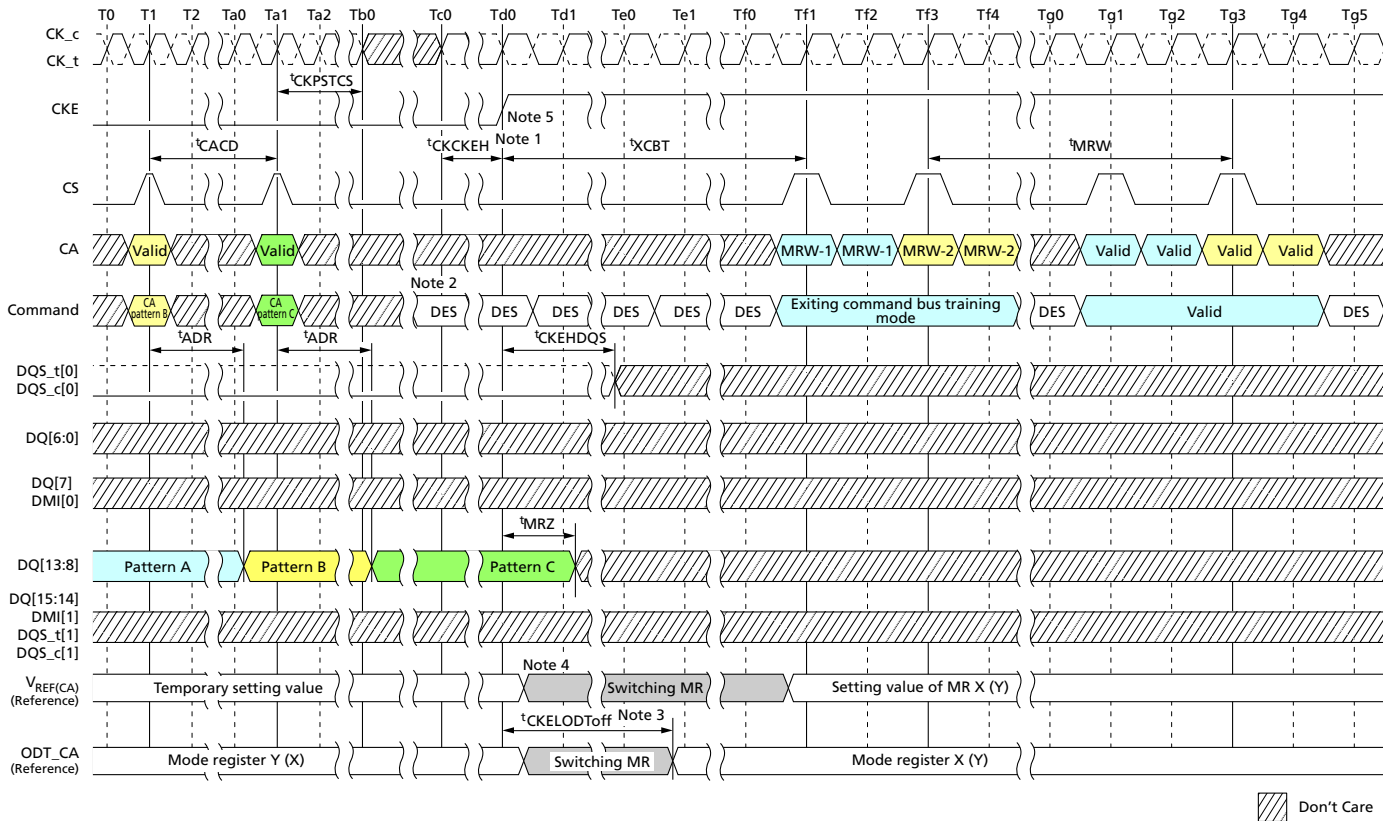 T0 T1 T2 Ta0 Ta1 Ta2 Tb0 Tc0 Td0 Td1 Te0 Te1 Tf0 Tf1 Tf2 Tf3 Tf4 Tg0 Tg1 Tg2 Tg3 Tg4 Tg5
CK_c
CK_t
tCKPSTCS
CKE
Note 5
Note 1
tCACD tCKCKEH tXCBT tMRW
CS
CA Valid Valid MRW-1 MRW-1 MRW-2 MRW-2 Valid Valid Valid Valid
Note 2
Command CA pattern B CA pattern C DES DES DES DES DES DES Exiting command bus training mode DES Valid DES
tADR tADR tCKEHDQS
DQS_t[0]
DQS_c[0]
DQ[6:0]
DQ[7]
DMI[0]
tMRZ
DQ[13:8] Pattern A Pattern B Pattern C
DQ[15:14]
DMI[1]
DQS_t[1]
DQS_c[1]
Note 4
VREF(CA)
(Reference)
Temporary setting value Switching MR Setting value of MR X (Y)
tCKELODToff Note 3
ODT_CA
(Reference)
Mode register Y (X) Switching MR Mode register X (Y)
Don't Care